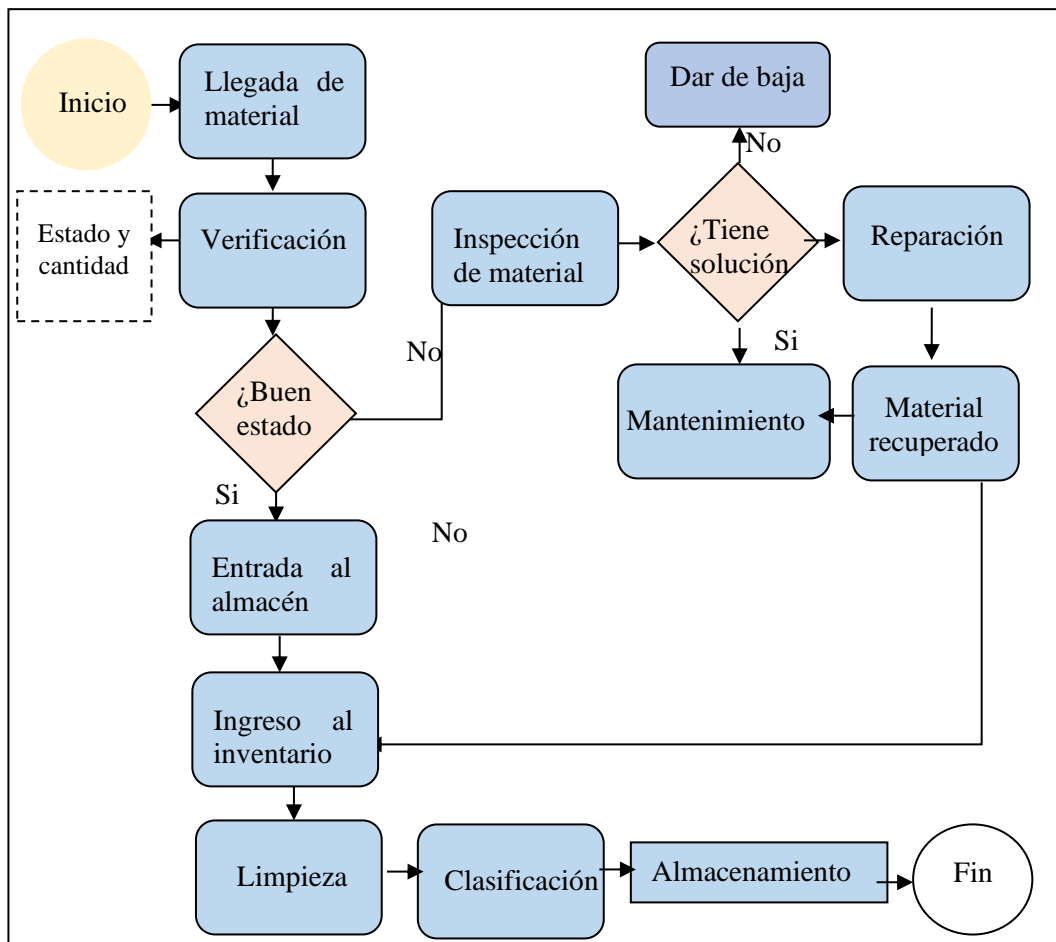 Inicio
Llegada de
material
Dar de baja
No
Estado y
cantidad
Verificación
Inspección
de material
¿Tiene
solución
Reparación
No
Si
¿Buen
estado
Mantenimiento
Material
recuperado
Si
No
Entrada al
almacén
Ingreso al
inventario
Limpieza
Clasificación
Almacenamiento
Fin